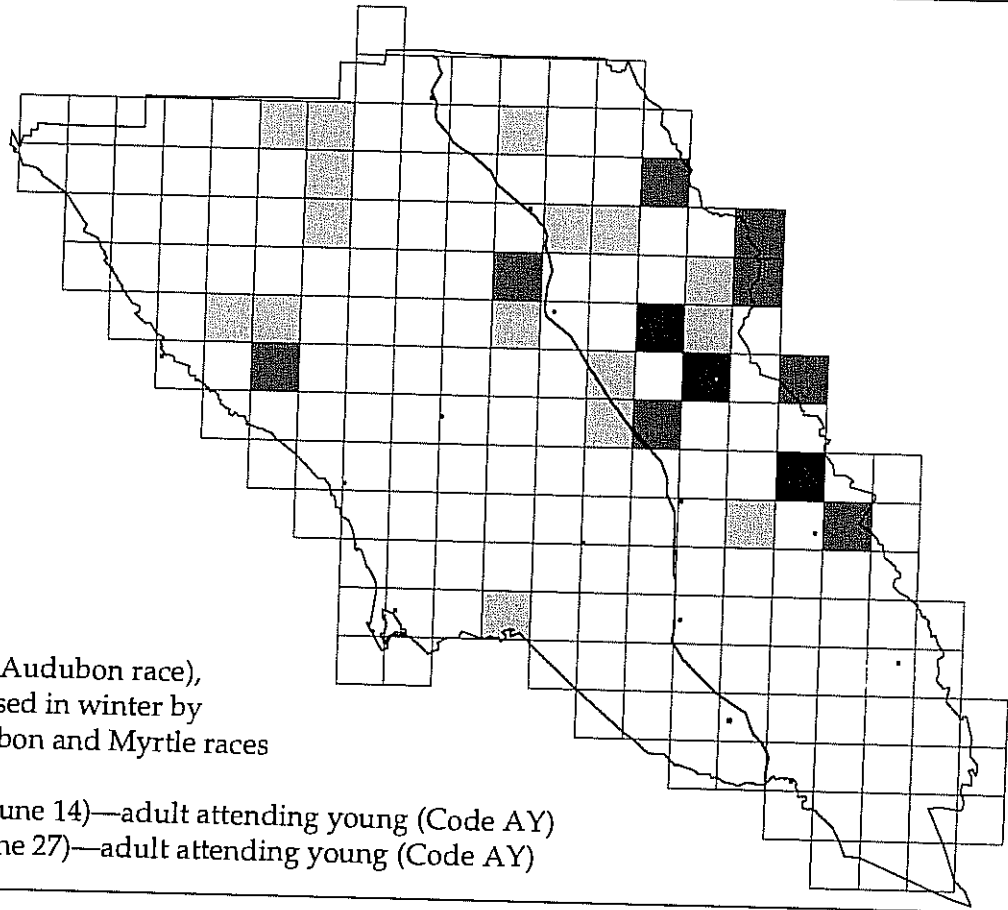 Audubon race),
sed in winter by
bon and Myrtle races
une 14)—adult attending young (Code AY)
ne 27)—adult attending young (Code AY)